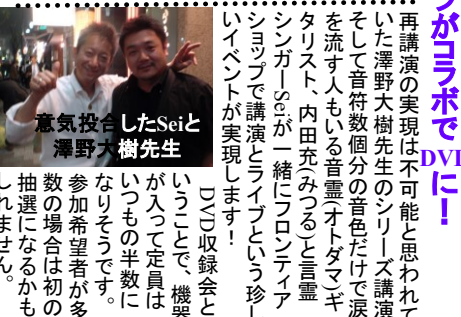 がコラボでDVDに！
再講演の実現は不可能と思われて
いた澤野大樹先生のシリーズ講演
そして音符数個分の音色だけで涙
を流す人もいる音霊(オトダマ)ギ
タリスト、内田充(みつる)と言霊
シンガーSeiが一緒にフロンティア
ショップで講演とライブという珍し
いイベントが実現します！
意気投合したSeiと
澤野大樹先生
DVD収録会と
いうことで、機器
が入って定員は
いつもの半数に
なりそうです。
参加希望者が多
数の場合は初の
抽選になるかも
しれません。